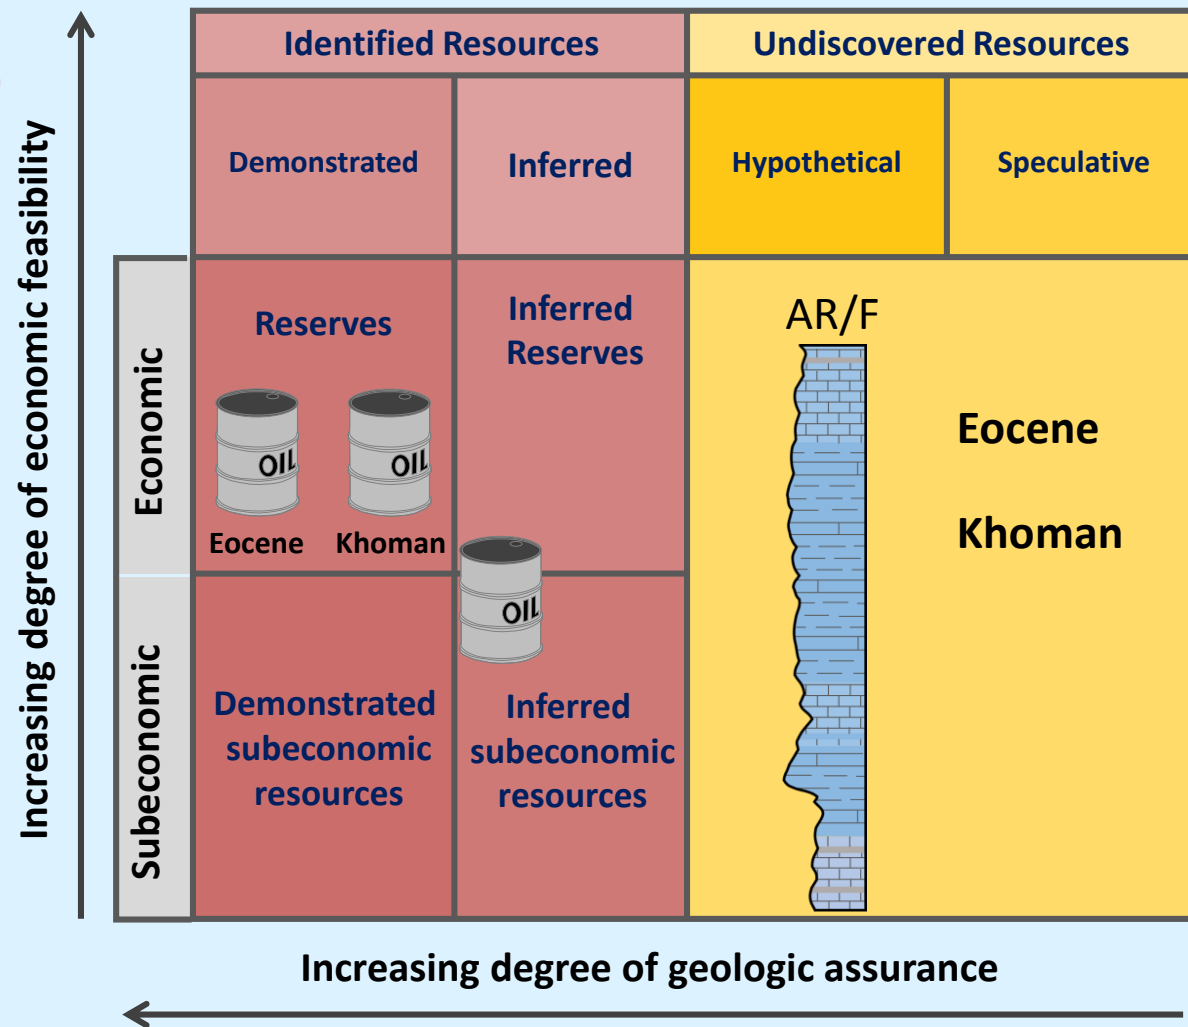 Increasing degree of economic feasibility
Identified Resources
Undiscovered Resources
Demonstrated
Inferred
Hypothetical
Speculative
Economic
Reserves
Inferred
Reserves
AR/F
OIL
OIL
Eocene
Khoman
Eocene
Khoman
OIL
Subeconomic
Demonstrated
subeconomic
resources
Inferred
subeconomic
resources
Increasing degree of geologic assurance